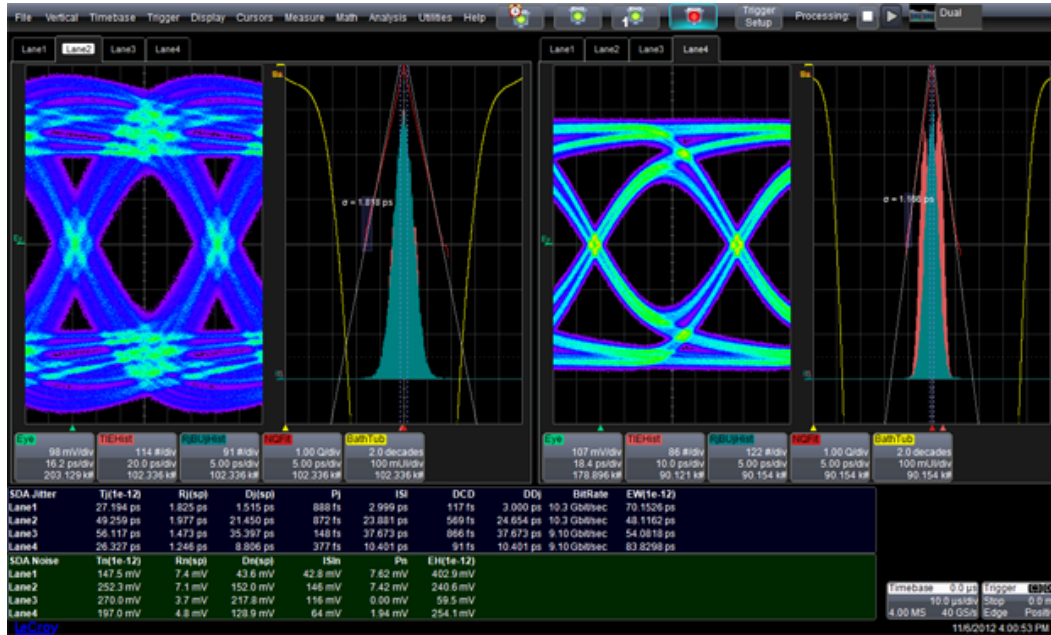 File Vertical Timebase Trigger Display Cursors Measure Math Analysis Utilities Help 1 Trigger Setup Processing: Dual
Lane1 Lane2 Lane3 Lane4
Lane1 Lane2 Lane3 Lane4
σ = 1.818 ps
σ = 1.166 ps
Eye TIEHist RjBUjHist NQFit BathTub
98 mV/div 114 #/div 91 #/div 1.00 Q/div 2.0 decades
16.2 ps/div 20.0 ps/div 5.00 ps/div 5.00 ps/div 100 mUI/div
203.129 k# 102.336 k# 102.336 k# 102.336 k# 102.336 k#
Eye TIEHist RjBUjHist NQFit BathTub
107 mV/div 86 #/div 122 #/div 1.00 Q/div 2.0 decades
18.4 ps/div 10.0 ps/div 5.00 ps/div 5.00 ps/div 100 mUI/div
178.896 k# 90.121 k# 90.154 k# 90.154 k# 90.154 k#
SDA Jitter Tj(1e-12) Rj(sp) Dj(sp) Pj ISI DCD DDj BitRate EW(1e-12)
Lane1 27.194 ps 1.825 ps 1.515 ps 888 fs 2.999 ps 117 fs 3.000 ps 10.3 Gbit/sec 70.1526 ps
Lane2 49.259 ps 1.977 ps 21.450 ps 872 fs 23.881 ps 569 fs 24.654 ps 10.3 Gbit/sec 48.1162 ps
Lane3 56.117 ps 1.473 ps 35.397 ps 148 fs 37.673 ps 866 fs 37.673 ps 9.10 Gbit/sec 54.0818 ps
Lane4 26.327 ps 1.246 ps 8.806 ps 377 fs 10.401 ps 91 fs 10.401 ps 9.10 Gbit/sec 83.8298 ps
SDA Noise Tn(1e-12) Rn(sp) Dn(sp) ISIn Pn EH(1e-12)
Lane1 147.5 mV 7.4 mV 43.6 mV 42.8 mV 7.62 mV 402.9 mV
Lane2 252.3 mV 7.1 mV 152.0 mV 146 mV 7.42 mV 240.6 mV
Lane3 270.0 mV 3.7 mV 217.8 mV 116 mV 0.00 mV 59.5 mV
Lane4 197.0 mV 4.8 mV 128.9 mV 64 mV 1.94 mV 254.1 mV
Timebase 0.0 µs Trigger
10.0 µs/div Stop 0.0 m
4.00 MS 40 GS/s Edge Positi
LeCroy
11/6/2012 4:00:53 PM